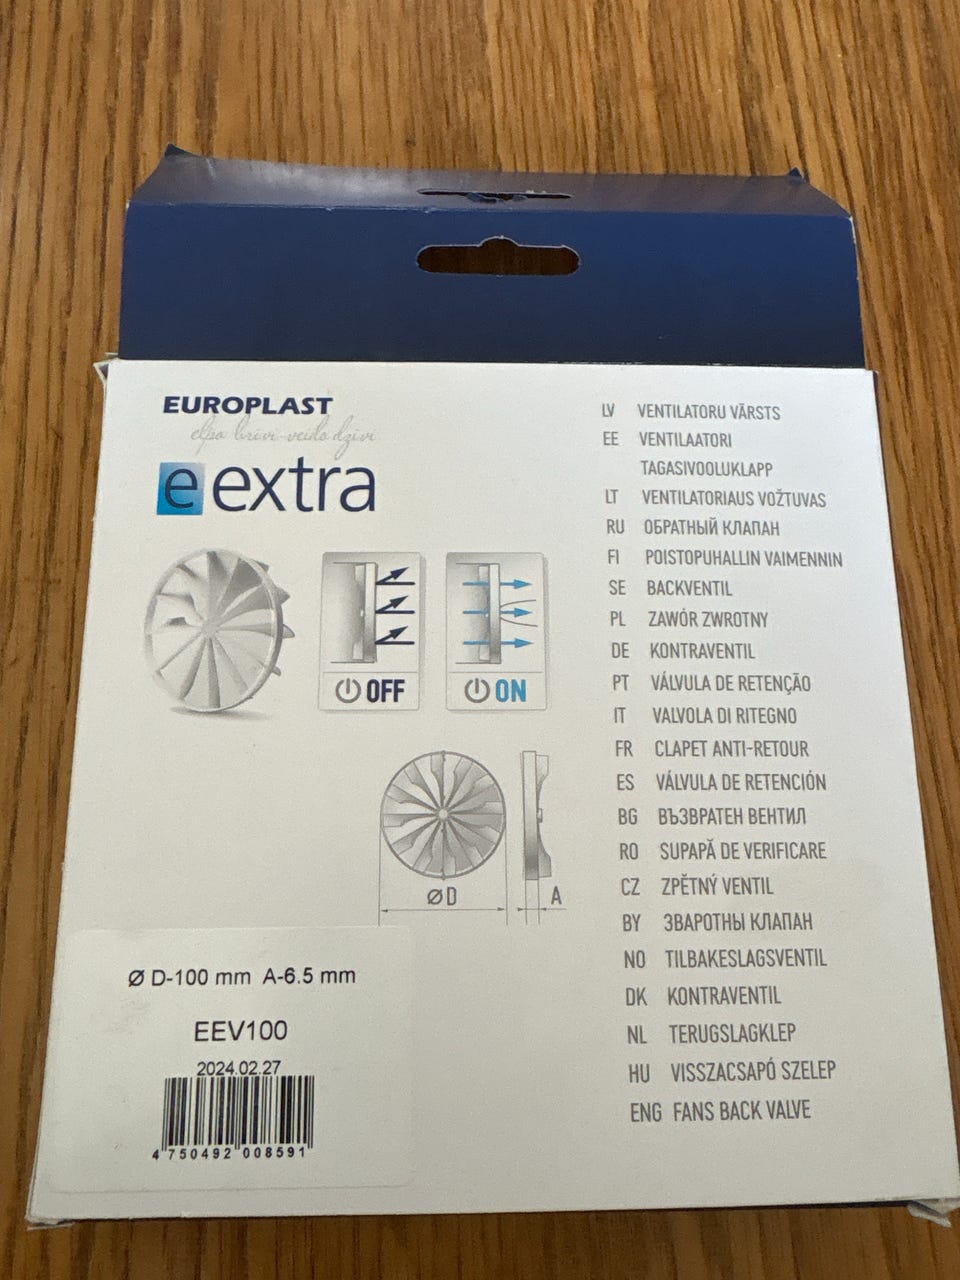 EUROPLAST
elpo brīvi - veido dzīvi
e extra
OFF
ON
Ø D
A
Ø D-100 mm A-6.5 mm
EEV100
2024.02.27
4 750492 008591
LV VENTILATORU VĀRSTS
EE VENTILAATORI
TAGASIVOOLUKLAPP
LT VENTILATORIAUS VOŽTUVAS
RU ОБРАТНЫЙ КЛАПАН
FI POISTOPUHALLIN VAIMENNIN
SE BACKVENTIL
PL ZAWÓR ZWROTNY
DE KONTRAVENTIL
PT VÁLVULA DE RETENÇÃO
IT VALVOLA DI RITEGNO
FR CLAPET ANTI-RETOUR
ES VÁLVULA DE RETENCIÓN
BG ВЪЗВРАТЕН ВЕНТИЛ
RO SUPAPĂ DE VERIFICARE
CZ ZPĚTNÝ VENTIL
BY ЗВАРОТНЫ КЛАПАН
NO TILBAKESLAGSVENTIL
DK KONTRAVENTIL
NL TERUGSLAGKLEP
HU VISSZACSAPÓ SZELEP
ENG FANS BACK VALVE